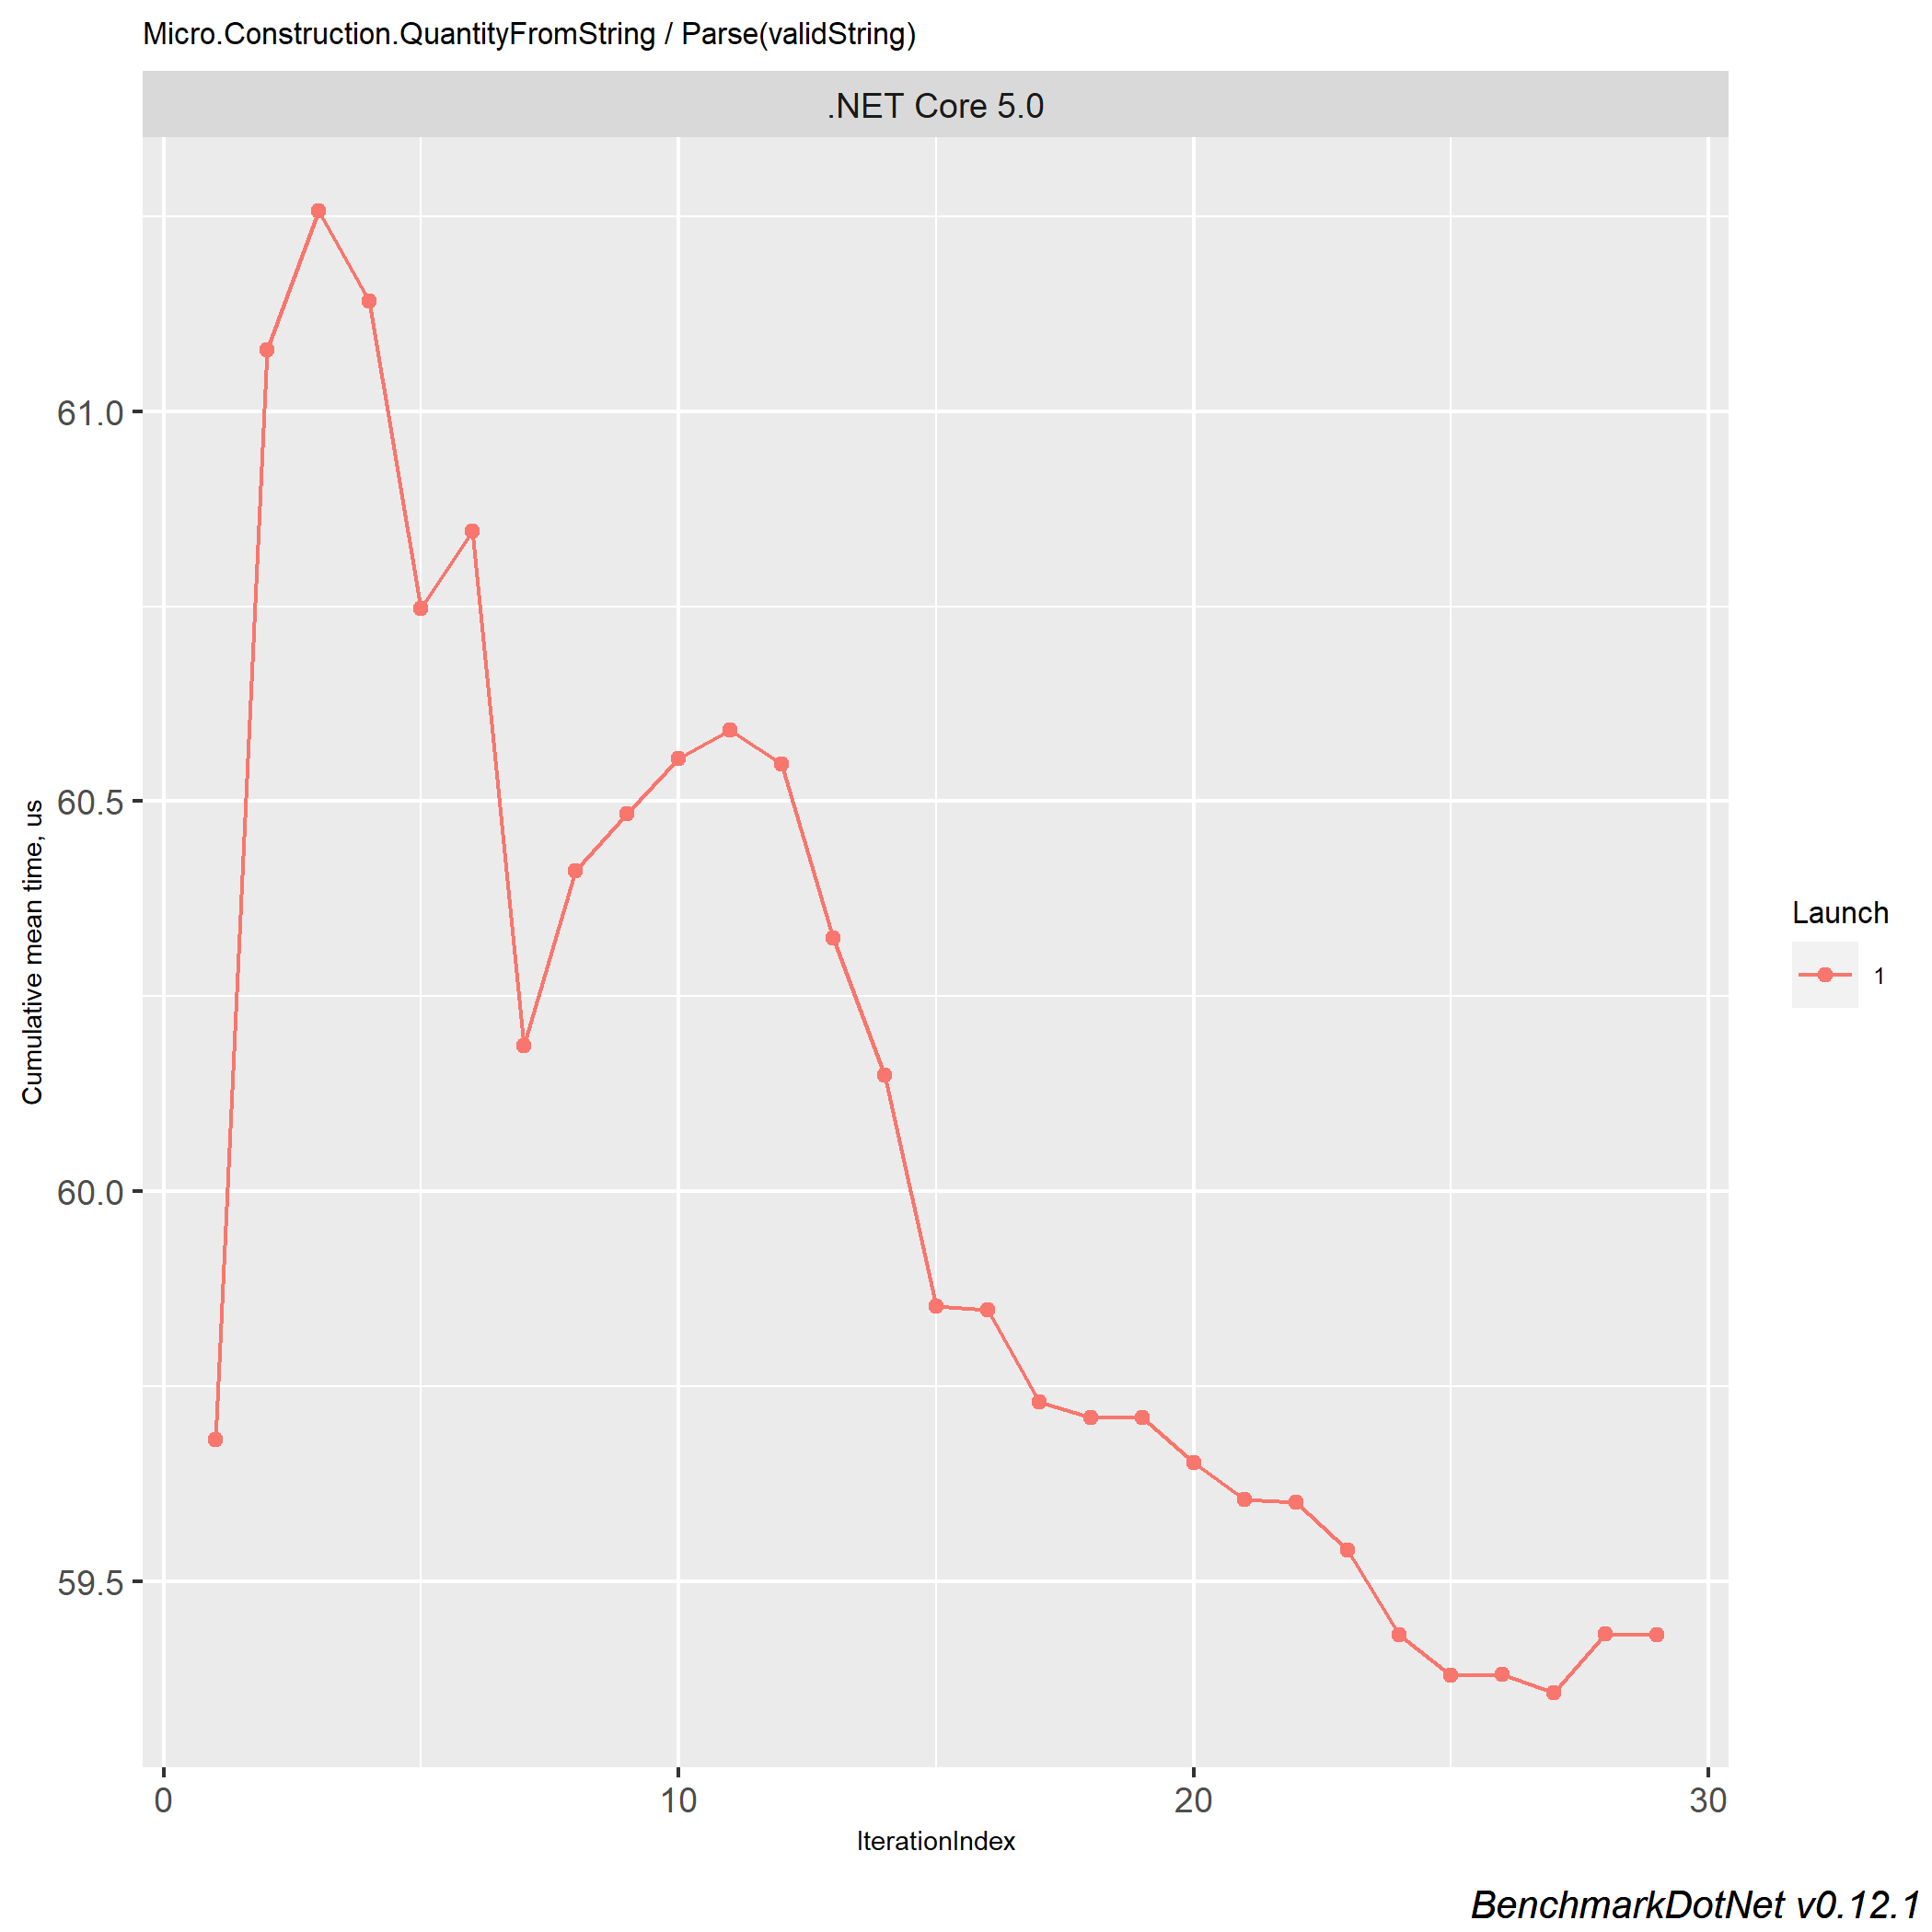 Micro.Construction.QuantityFromString / Parse(validString)
.NET Core 5.0
61.0
60.5
60.0
59.5
Cumulative mean time, us
0
10
20
30
IterationIndex
Launch
1
BenchmarkDotNet v0.12.1